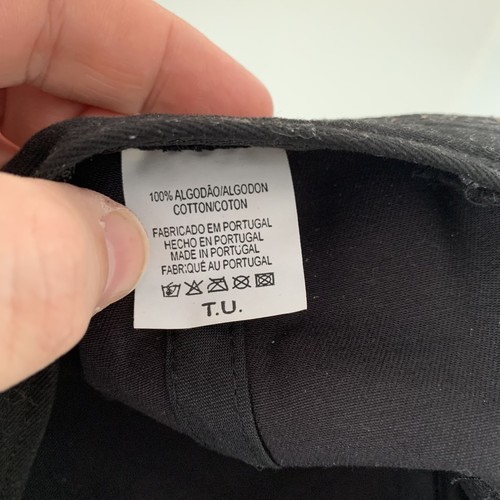 100% ALGODÃO/ALGODON
COTTON/COTON
FABRICADO EM PORTUGAL
HECHO EN PORTUGAL
MADE IN PORTUGAL
FABRIQUÉ AU PORTUGAL
T.U.